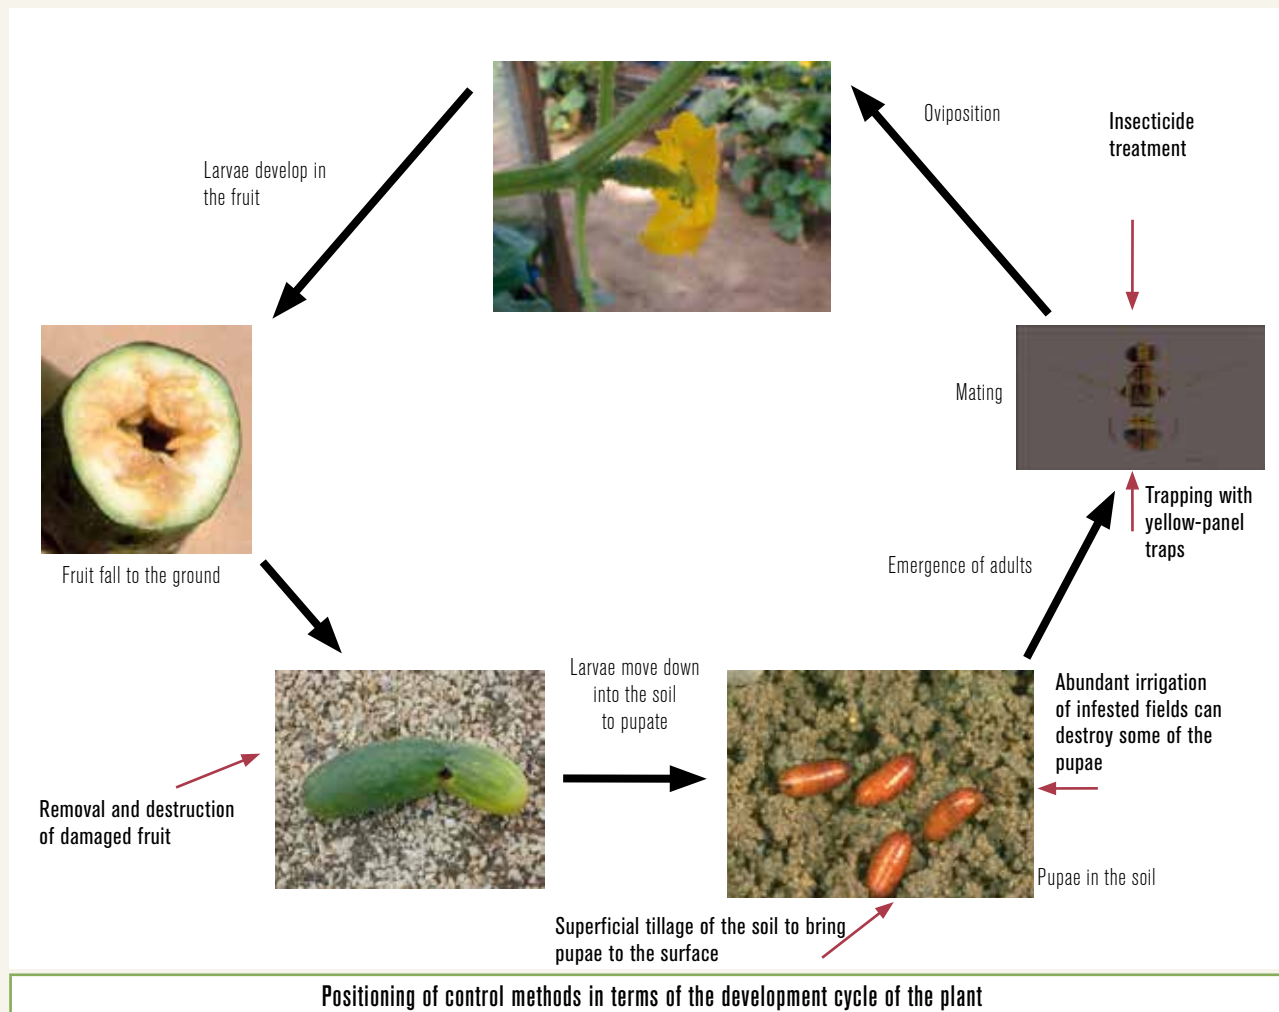 Oviposition
Insecticide
treatment
Larvae develop in
the fruit
Mating
Trapping with
yellow-panel
traps
Emergence of adults
Fruit fall to the ground
Larvae move down
into the soil
to pupate
Abundant irrigation
of infested fields can
destroy some of the
pupae
Removal and destruction
of damaged fruit
Pupae in the soil
Superficial tillage of the soil to bring
pupae to the surface
Positioning of control methods in terms of the development cycle of the plant